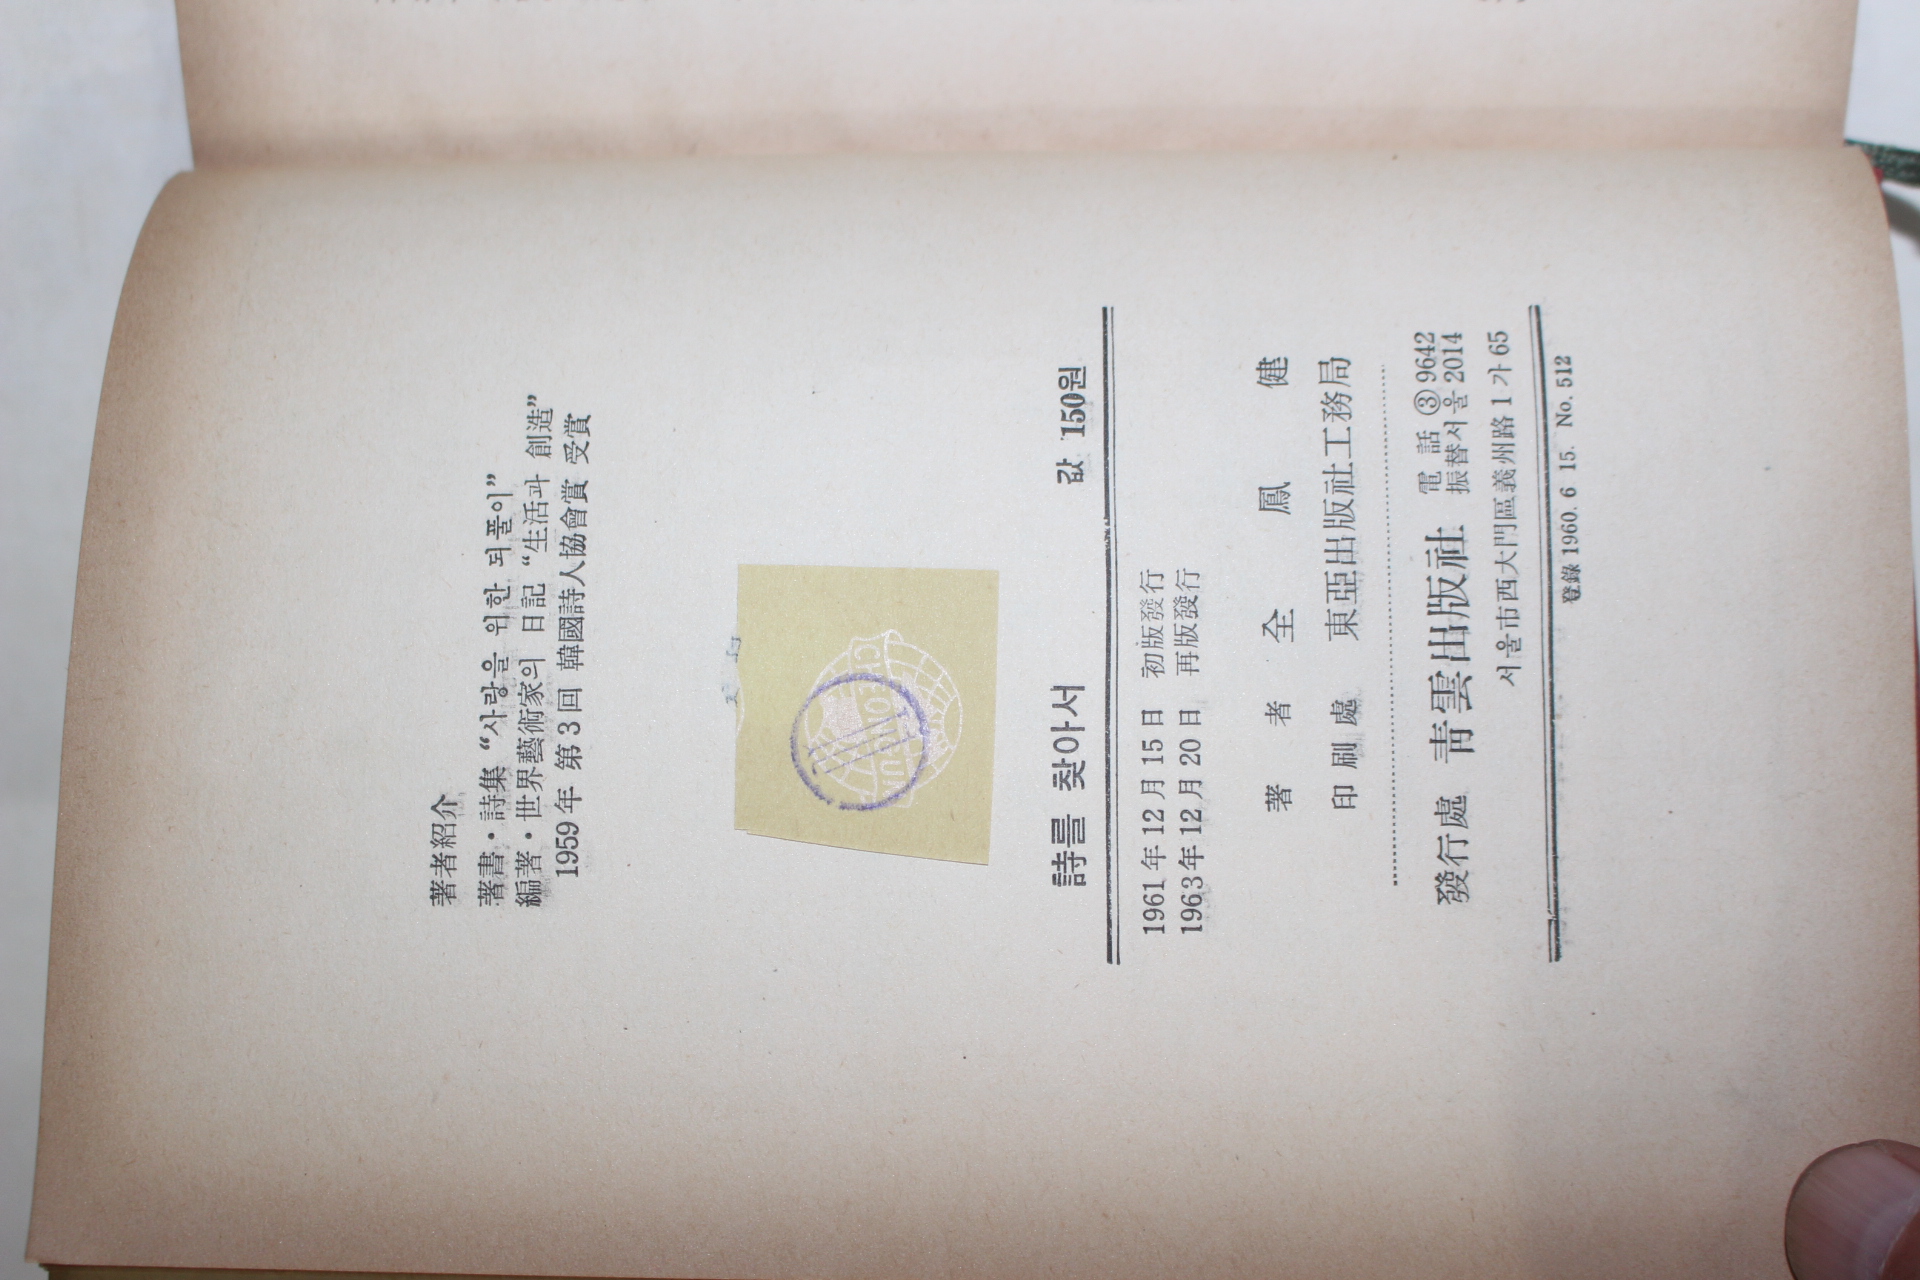 著者紹介
著書·詩集 “사랑을 위한 되풀이”
編著·世界藝術家의 日記 “生活과 創造”
1959年 第3回 韓國詩人協會賞 受賞
詩를 찾아서 값 150원
1961年 12月 15日 初版發行
1963年 12月 20日 再版發行
著者 全鳳健
印刷處 東亞出版社工務局
發行處 靑雲出版社 電話 ③ 9642
振替서울 2014
서울市西大門區義州路 1가 65
登錄 1960. 6 15. No. 512